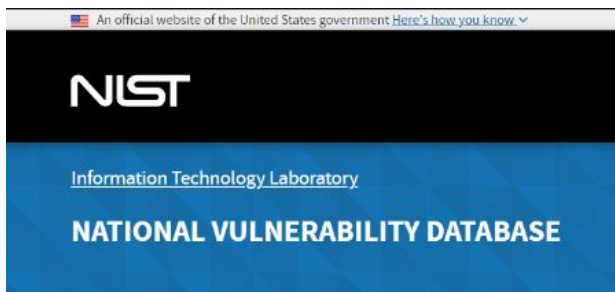 An official website of the United States government Here's how you know
NIST
Information Technology Laboratory
NATIONAL VULNERABILITY DATABASE